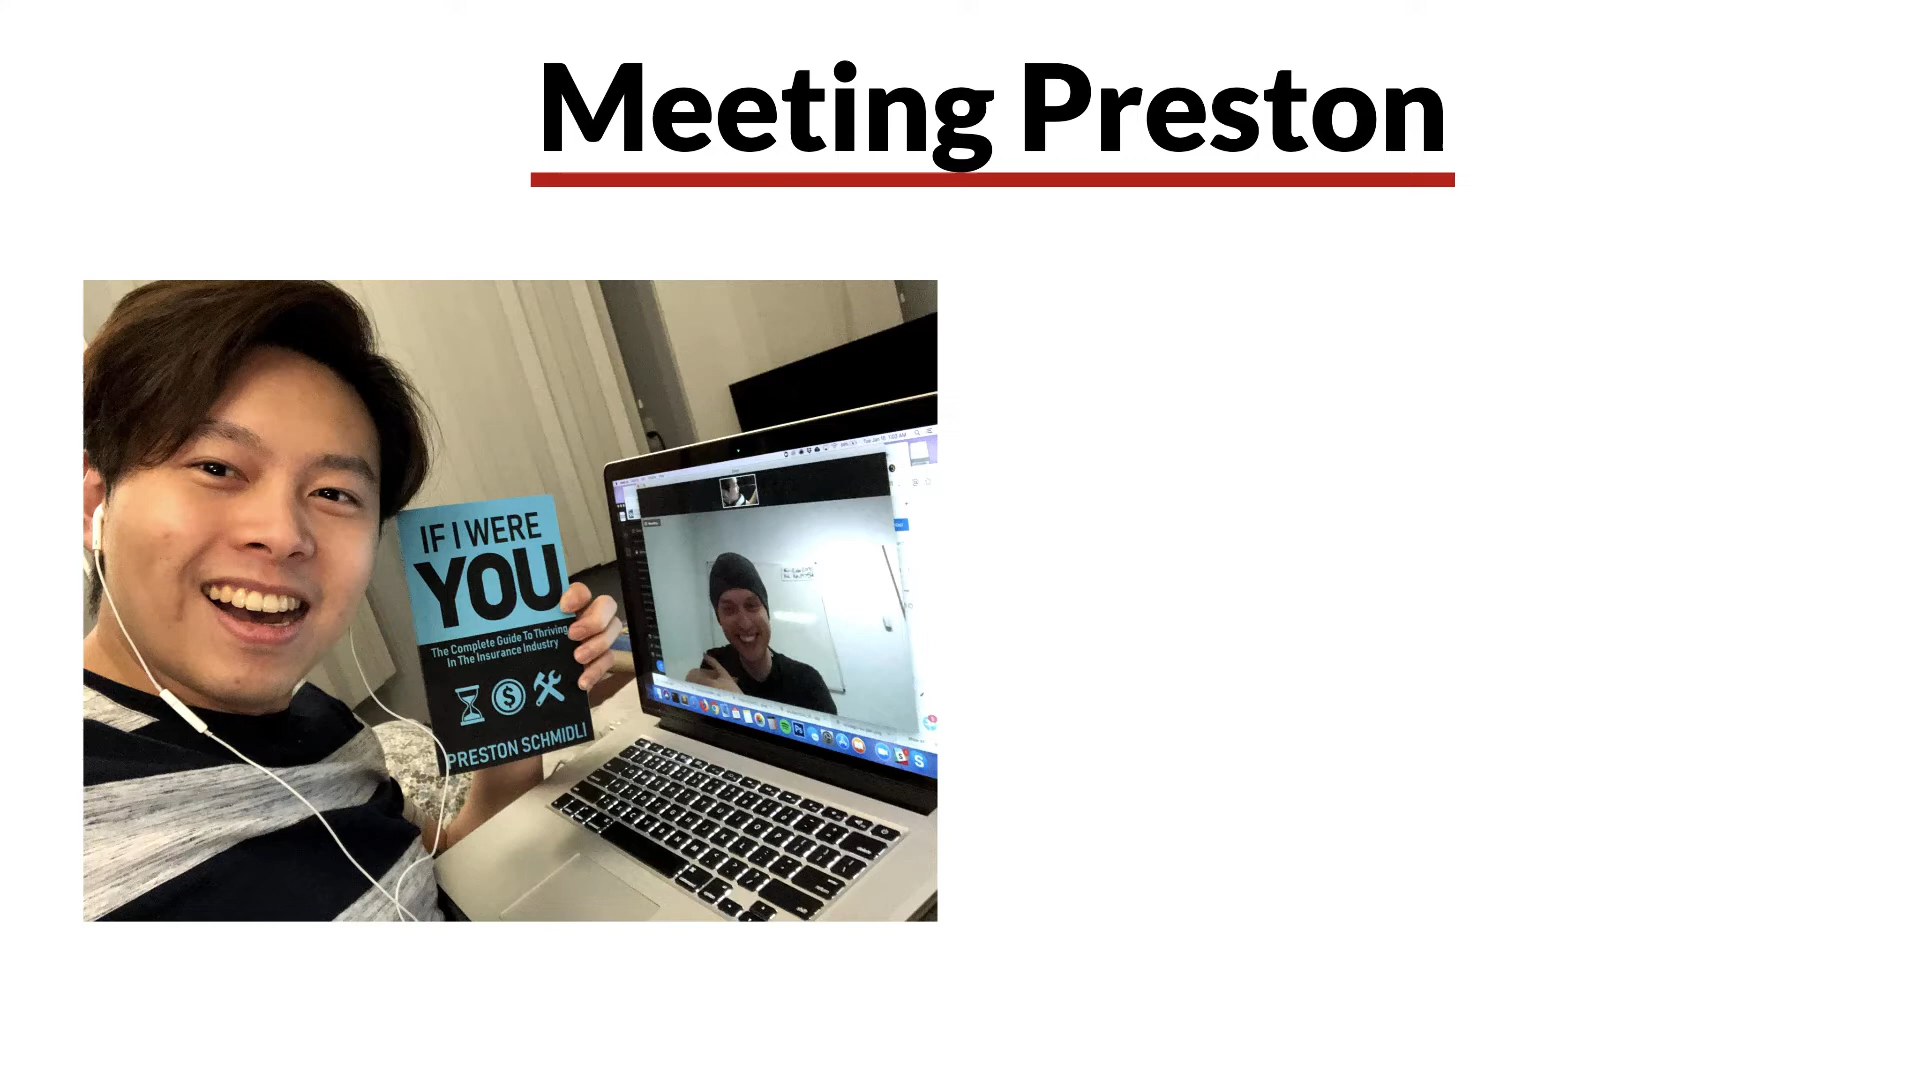 Meeting Preston
IF I WERE
YOU
The Complete Guide To Thriving
In The Insurance Industry
PRESTON SCHMIDLI